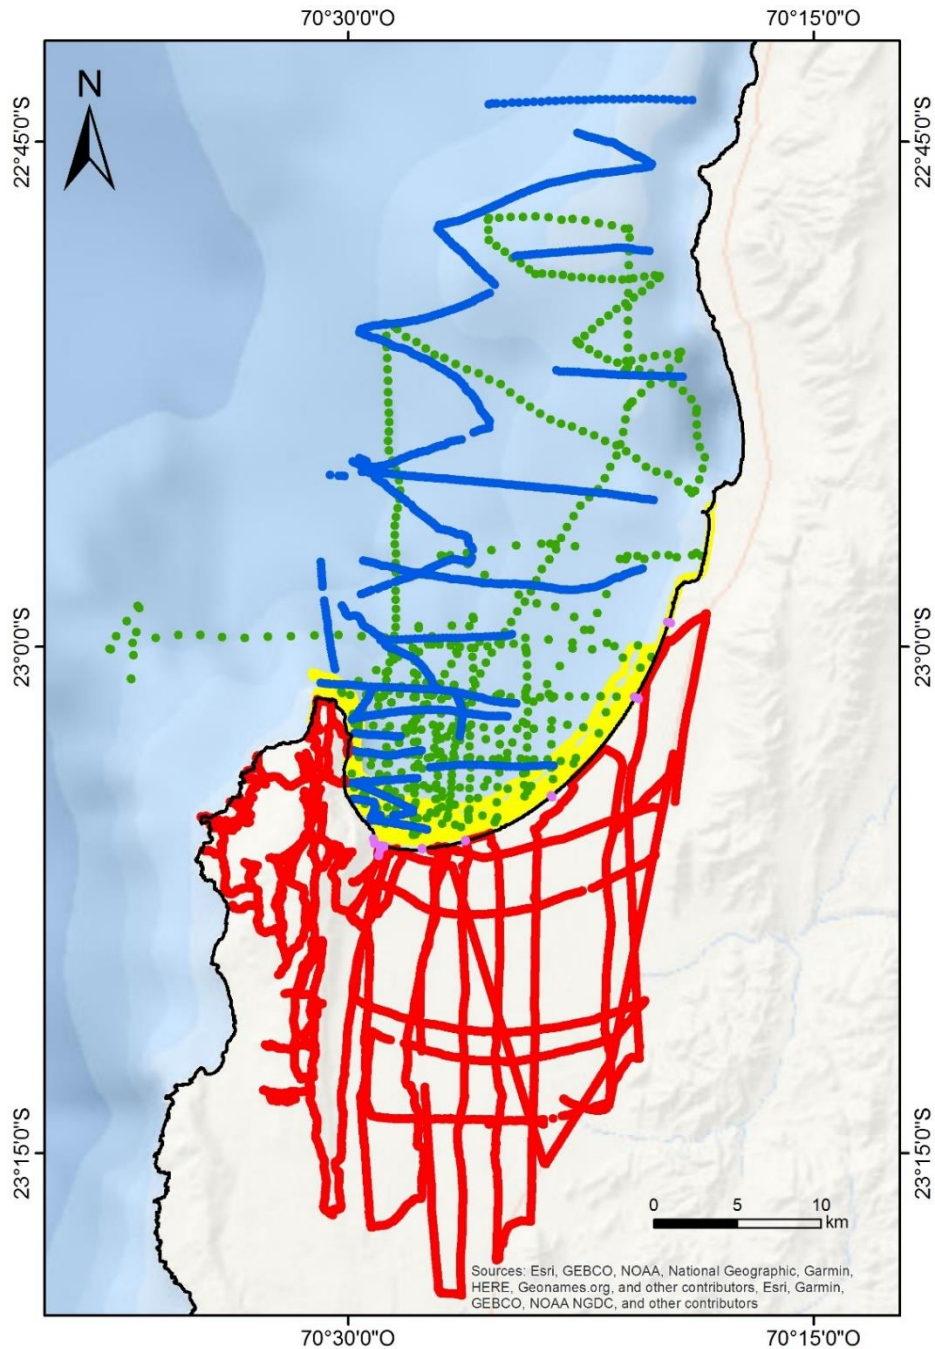 70°30'0"O 70°15'0"O
N
22°45'0"S 22°45'0"S
23°0'0"S 23°0'0"S
23°15'0"S 23°15'0"S
0 5 10
km
Sources: Esri, GEBCO, NOAA, National Geographic, Garmin,
HERE, Geonames.org, and other contributors, Esri, Garmin,
GEBCO, NOAA NGDC, and other contributors
70°30'0"O 70°15'0"O